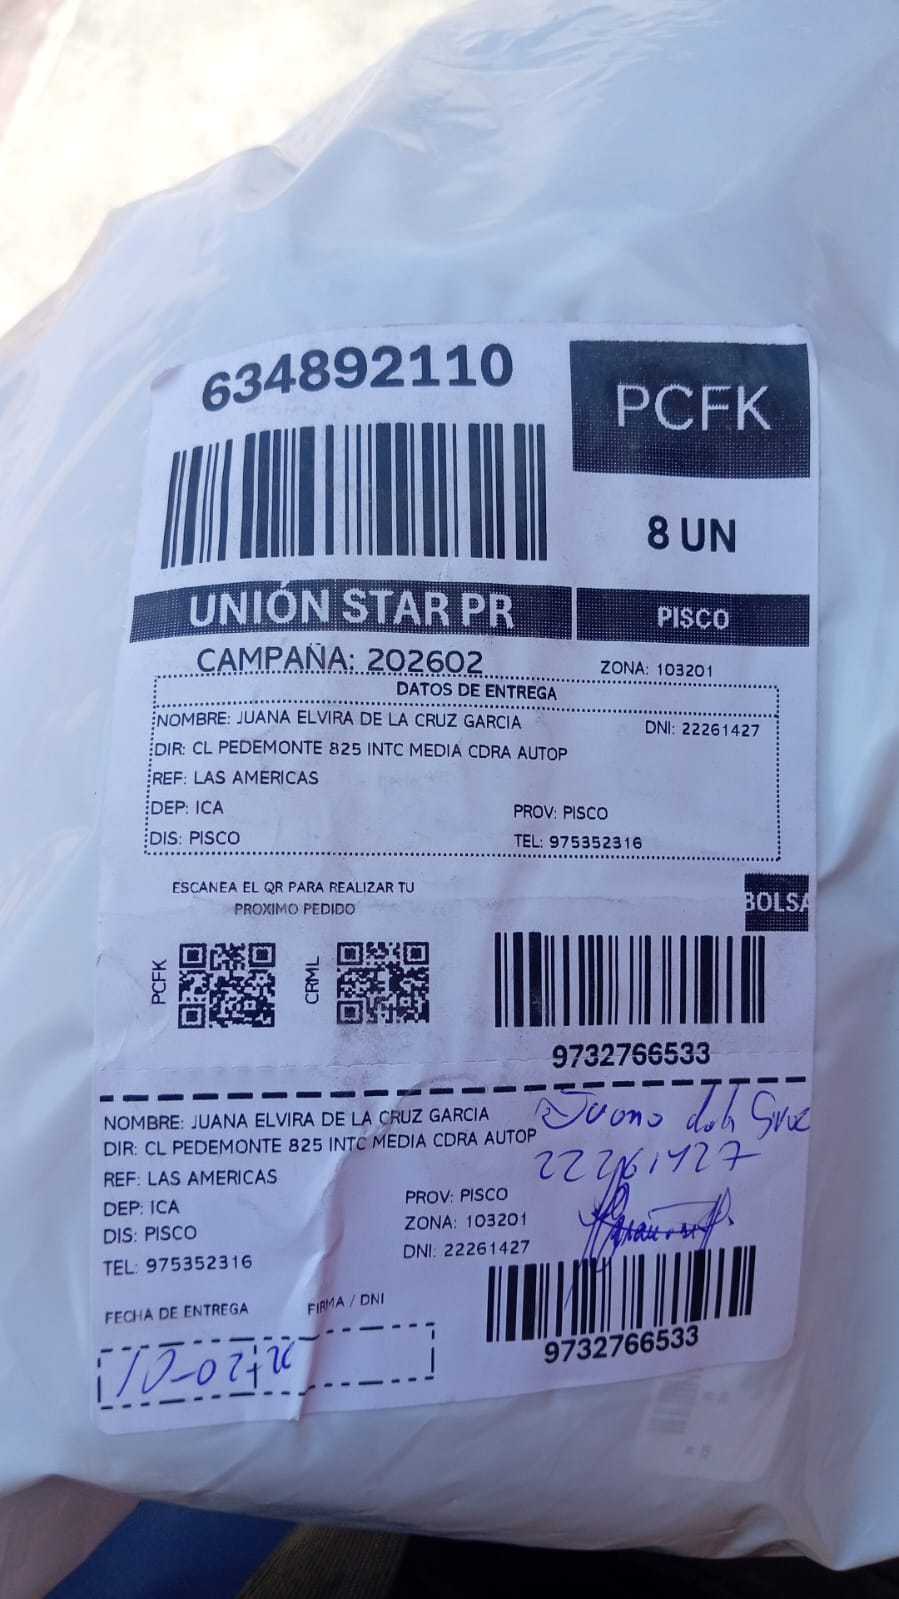 634892110
PCFK
8 UN
UNIÓN STAR PR
PISCO
CAMPAÑA: 202602
ZONA: 103201
DATOS DE ENTREGA
NOMBRE: JUANA ELVIRA DE LA CRUZ GARCIA DNI: 22261427
DIR: CL PEDEMONTE 825 INTC MEDIA CDRA AUTOP
REF: LAS AMERICAS
DEP: ICA PROV: PISCO
DIS: PISCO TEL: 975352316
ESCANEA EL QR PARA REALIZAR TU
PROXIMO PEDIDO
BOLSA
PCFK
CRML
9732766533
NOMBRE: JUANA ELVIRA DE LA CRUZ GARCIA
DIR: CL PEDEMONTE 825 INTC MEDIA CDRA AUTOP
22261427
REF: LAS AMERICAS
DEP: ICA PROV: PISCO
DIS: PISCO ZONA: 103201
TEL: 975352316 DNI: 22261427
FECHA DE ENTREGA FIRMA / DNI
9732766533